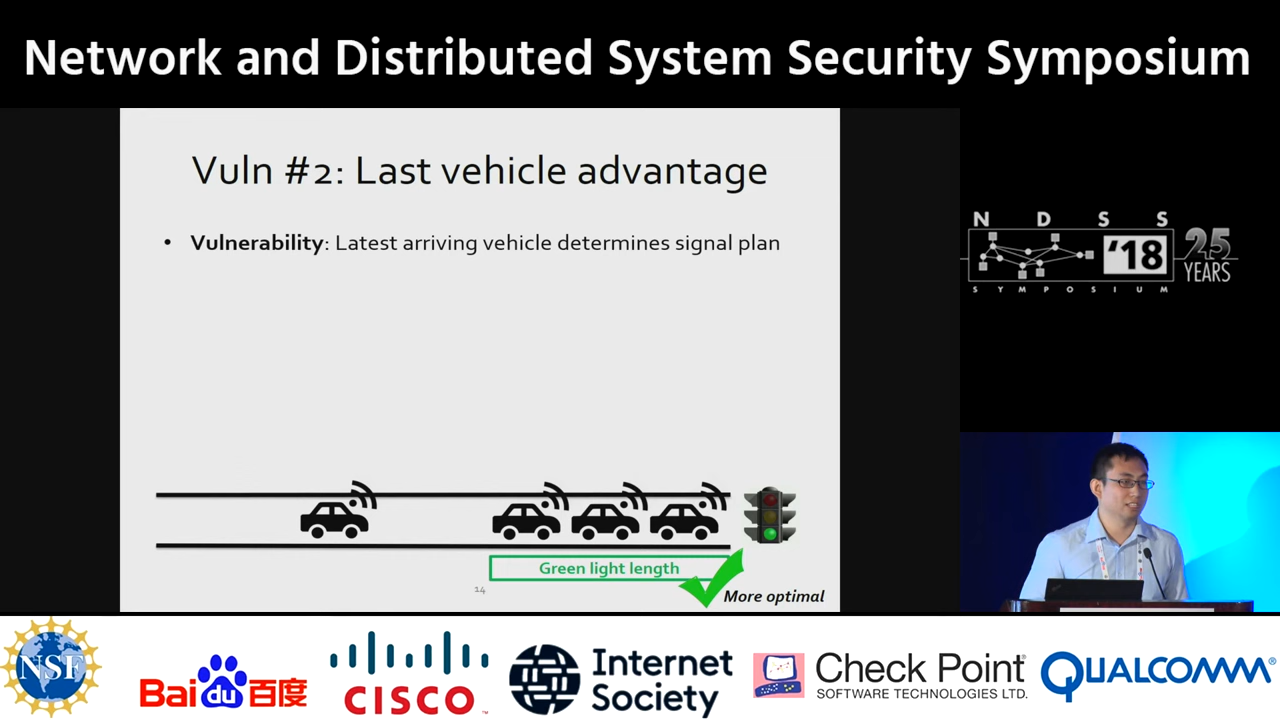 Network and Distributed System Security Symposium
Vuln #2: Last vehicle advantage
• Vulnerability: Latest arriving vehicle determines signal plan
Green light length
14
More optimal
N D S S
'18
25
YEARS
S Y M P O S I U M
NSF
Bai du 百度
CISCO™
Internet
Society
Check Point®
SOFTWARE TECHNOLOGIES LTD.
QUALCOMM®